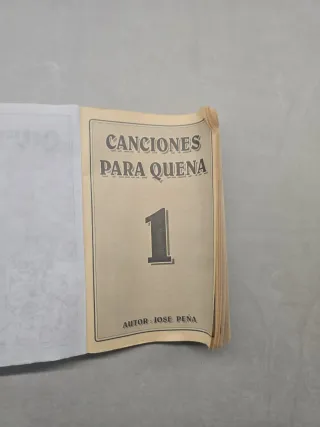 CANCIONES
PARA QUENA
1
AUTOR : JOSE PEÑA